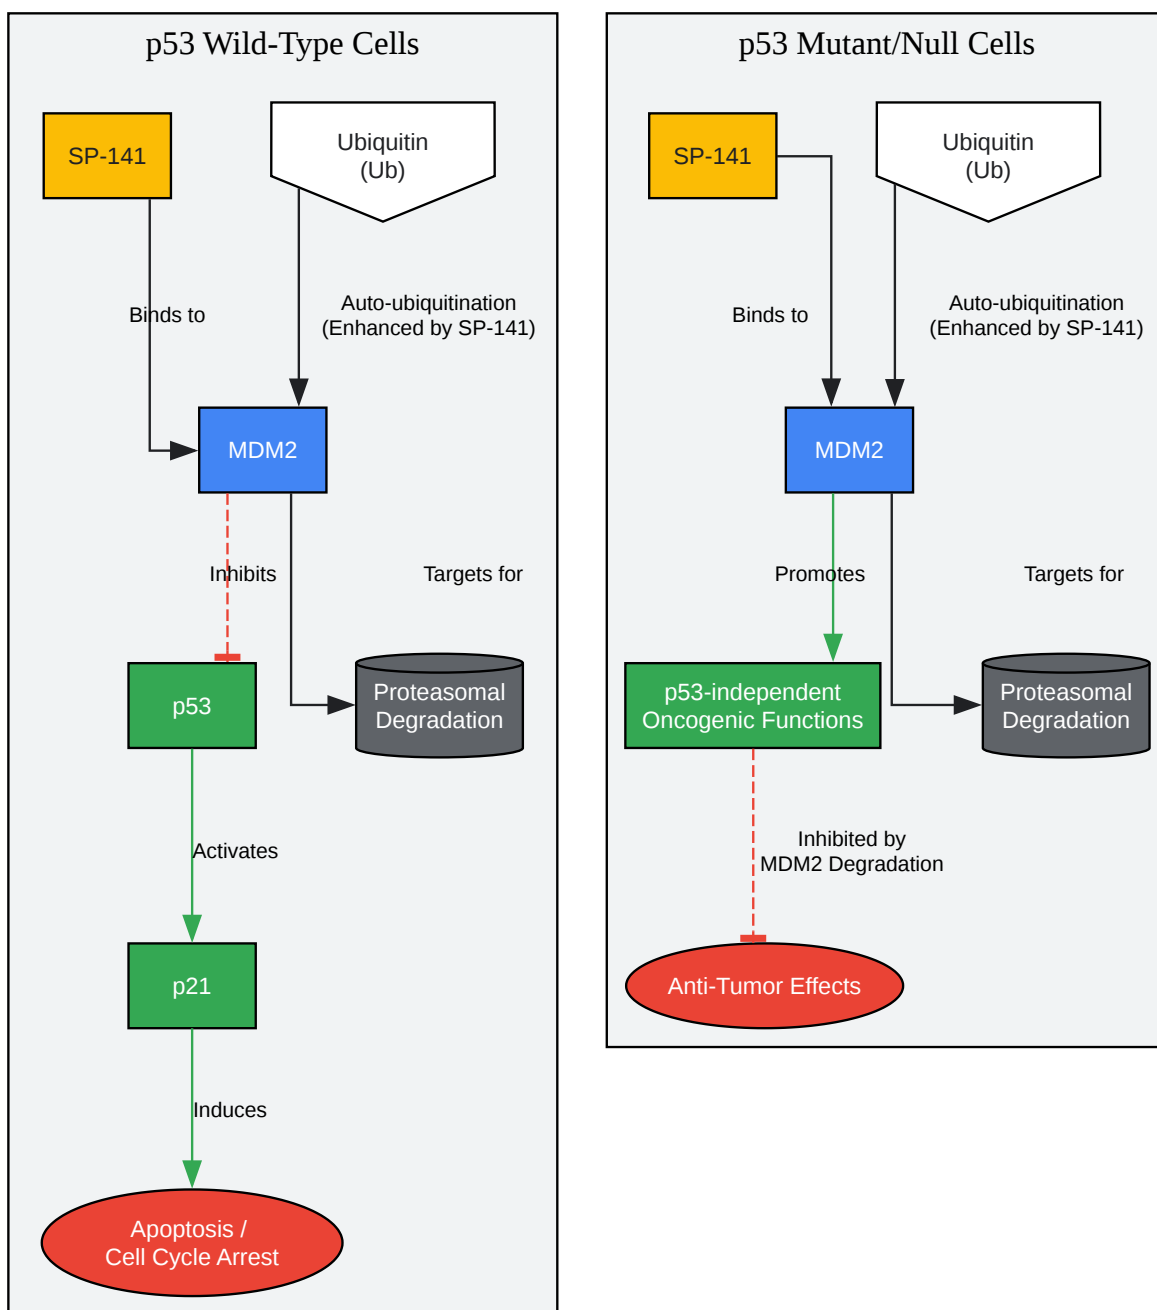 p53 Wild-Type Cells
SP-141
Ubiquitin
(Ub)
Binds to
Auto-ubiquitination
(Enhanced by SP-141)
MDM2
Inhibits
Targets for
p53
Proteasomal
Degradation
Activates
p21
Induces
Apoptosis /
Cell Cycle Arrest
p53 Mutant/Null Cells
SP-141
Ubiquitin
(Ub)
Binds to
Auto-ubiquitination
(Enhanced by SP-141)
MDM2
Promotes
Targets for
p53-independent
Oncogenic Functions
Proteasomal
Degradation
Inhibited by
MDM2 Degradation
Anti-Tumor Effects